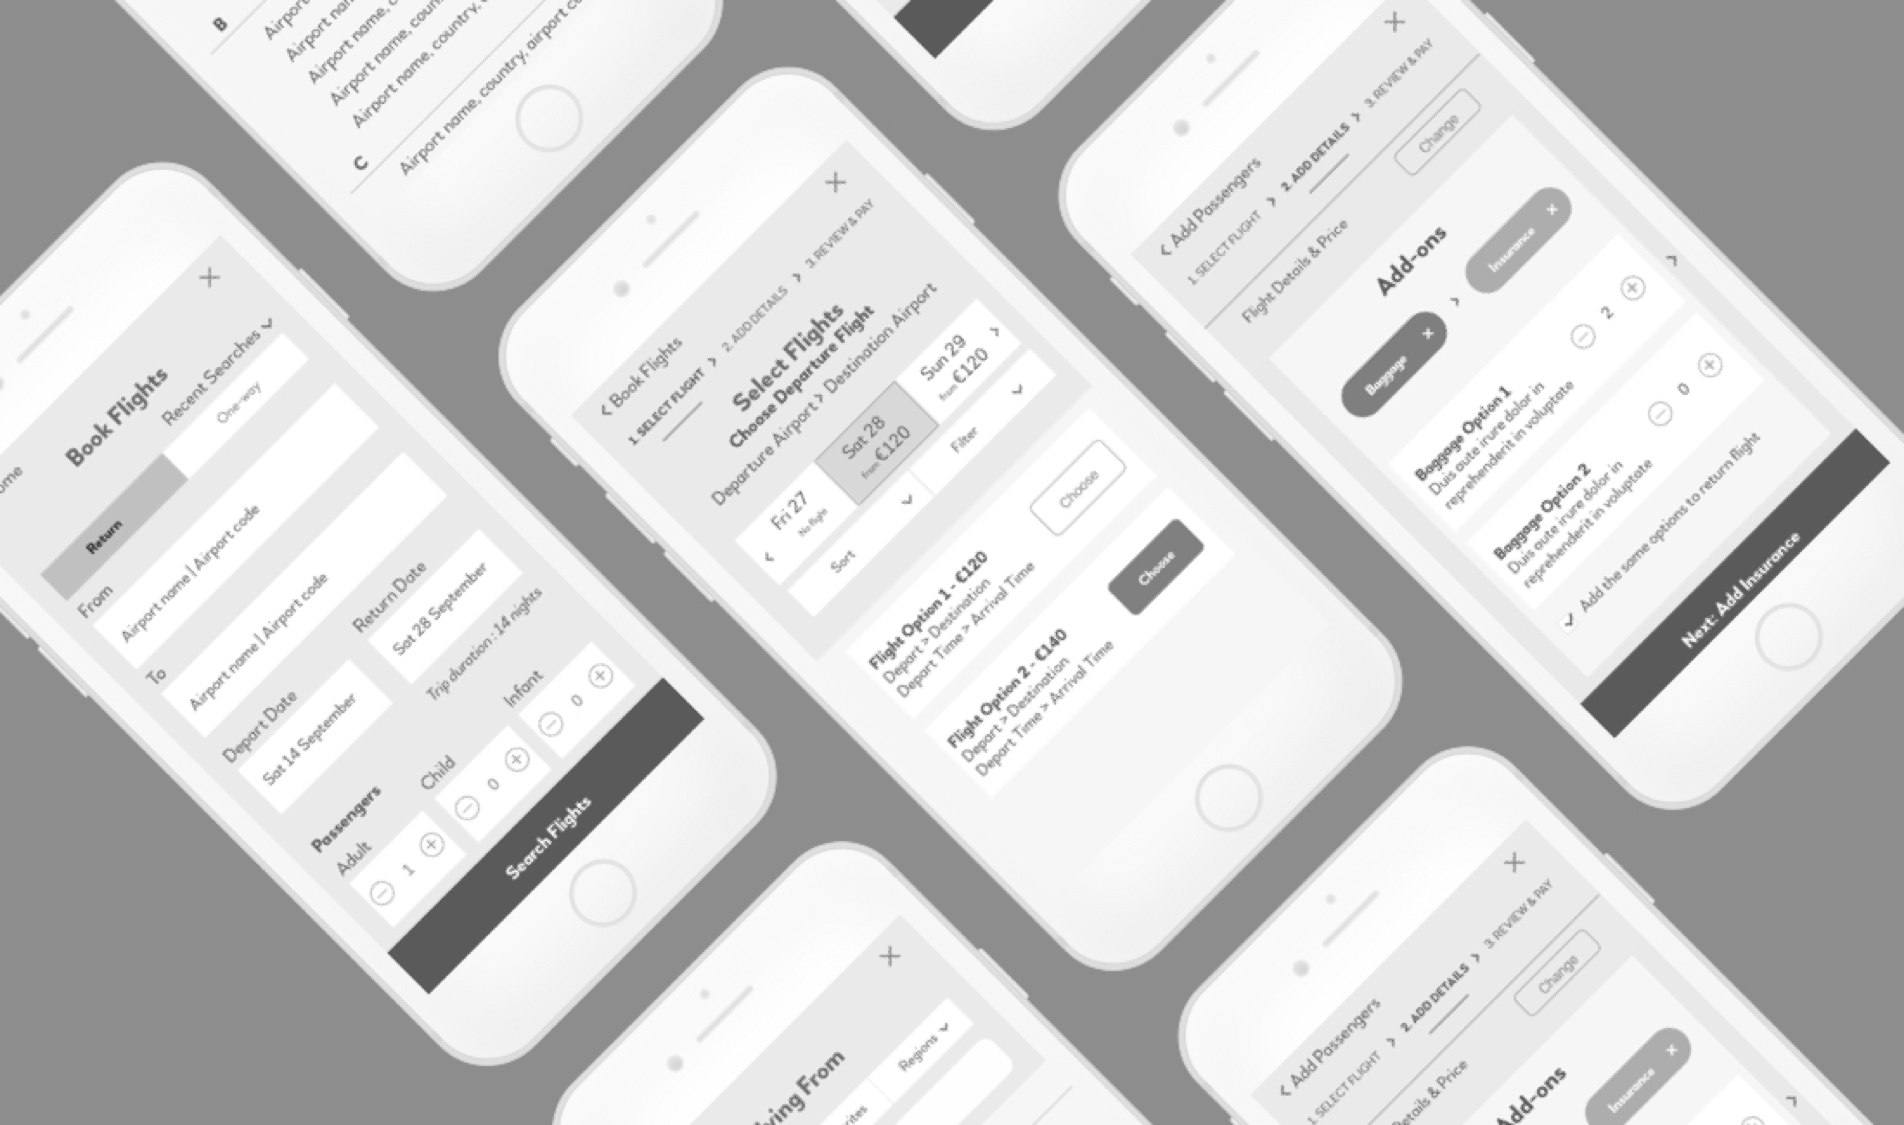 B
Airport
Airport nam
Airport name, c
Airport name, coun
Airport name, country,
C
Airport name, country, airport co
ome
Book Flights
Recent Searches
Return
One-way
From
Airport name | Airport code
To
Airport name | Airport code
Depart Date
Return Date
Sat 14 September
Sat 28 September
Trip duration: 14 nights
Passengers
Adult
Child
Infant
1
0
0
Search Flights
< Book Flights
1. SELECT FLIGHT > 2. ADD DETAILS > 3. REVIEW & PAY
Select Flights
Choose Departure Flight
Departure Airport > Destination Airport
Fri 27
No flight
Sat 28
from €120
Sun 29
from €120
Sort
Filter
Flight Option 1 - €120
Depart > Destination
Depart Time > Arrival Time
Choose
Flight Option 2 - €140
Depart > Destination
Depart Time > Arrival Time
Choose
< Add Passengers
1. SELECT FLIGHT > 2. ADD DETAILS > 3. REVIEW & PAY
Flight Details & Price
Change
Add-ons
Baggage
Insurance
Baggage Option 1
Duis aute irure dolor in
reprehenderit in voluptate
2
Baggage Option 2
Duis aute irure dolor in
reprehenderit in voluptate
0
Add the same options to return flight
Next: Add Insurance
ying From
rites
Regions
< Add Passengers
1. SELECT FLIGHT > 2. ADD DETAILS > 3. REVIEW & PAY
Details & Price
Change
Add-ons
Insurance